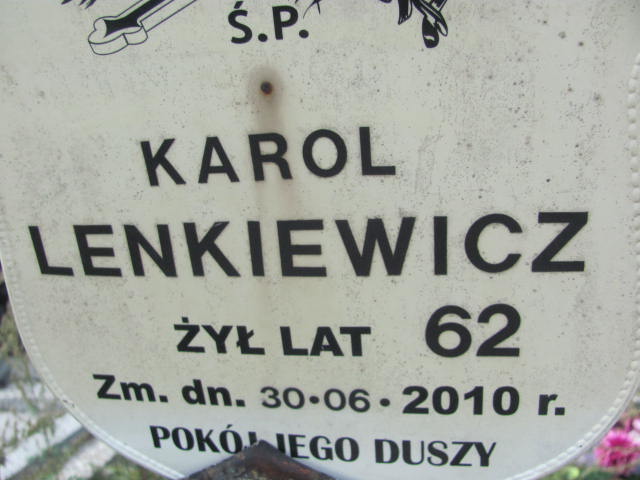 Ś.P.
KAROL
LENKIEWICZ
ŻYŁ LAT 62
Zm. dn. 30•06•2010 r.
POKÓJ JEGO DUSZY